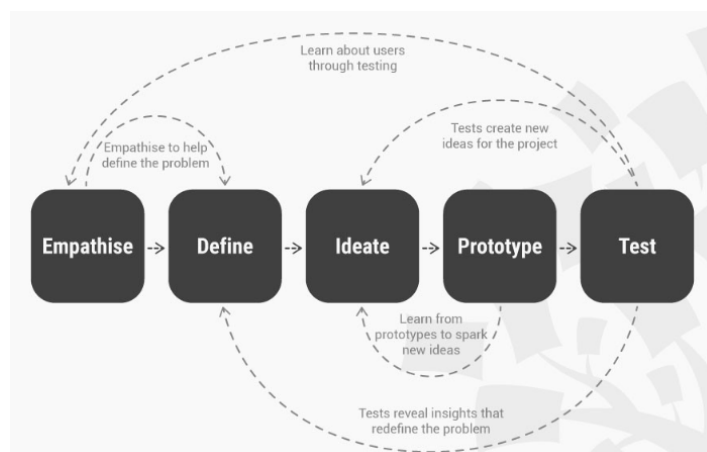 Learn about users
through testing
Tests create new
ideas for the project
Empathise to help
define the problem
Empathise
Define
Ideate
Prototype
Test
Learn from
prototypes to spark
new ideas
Tests reveal insights that
redefine the problem